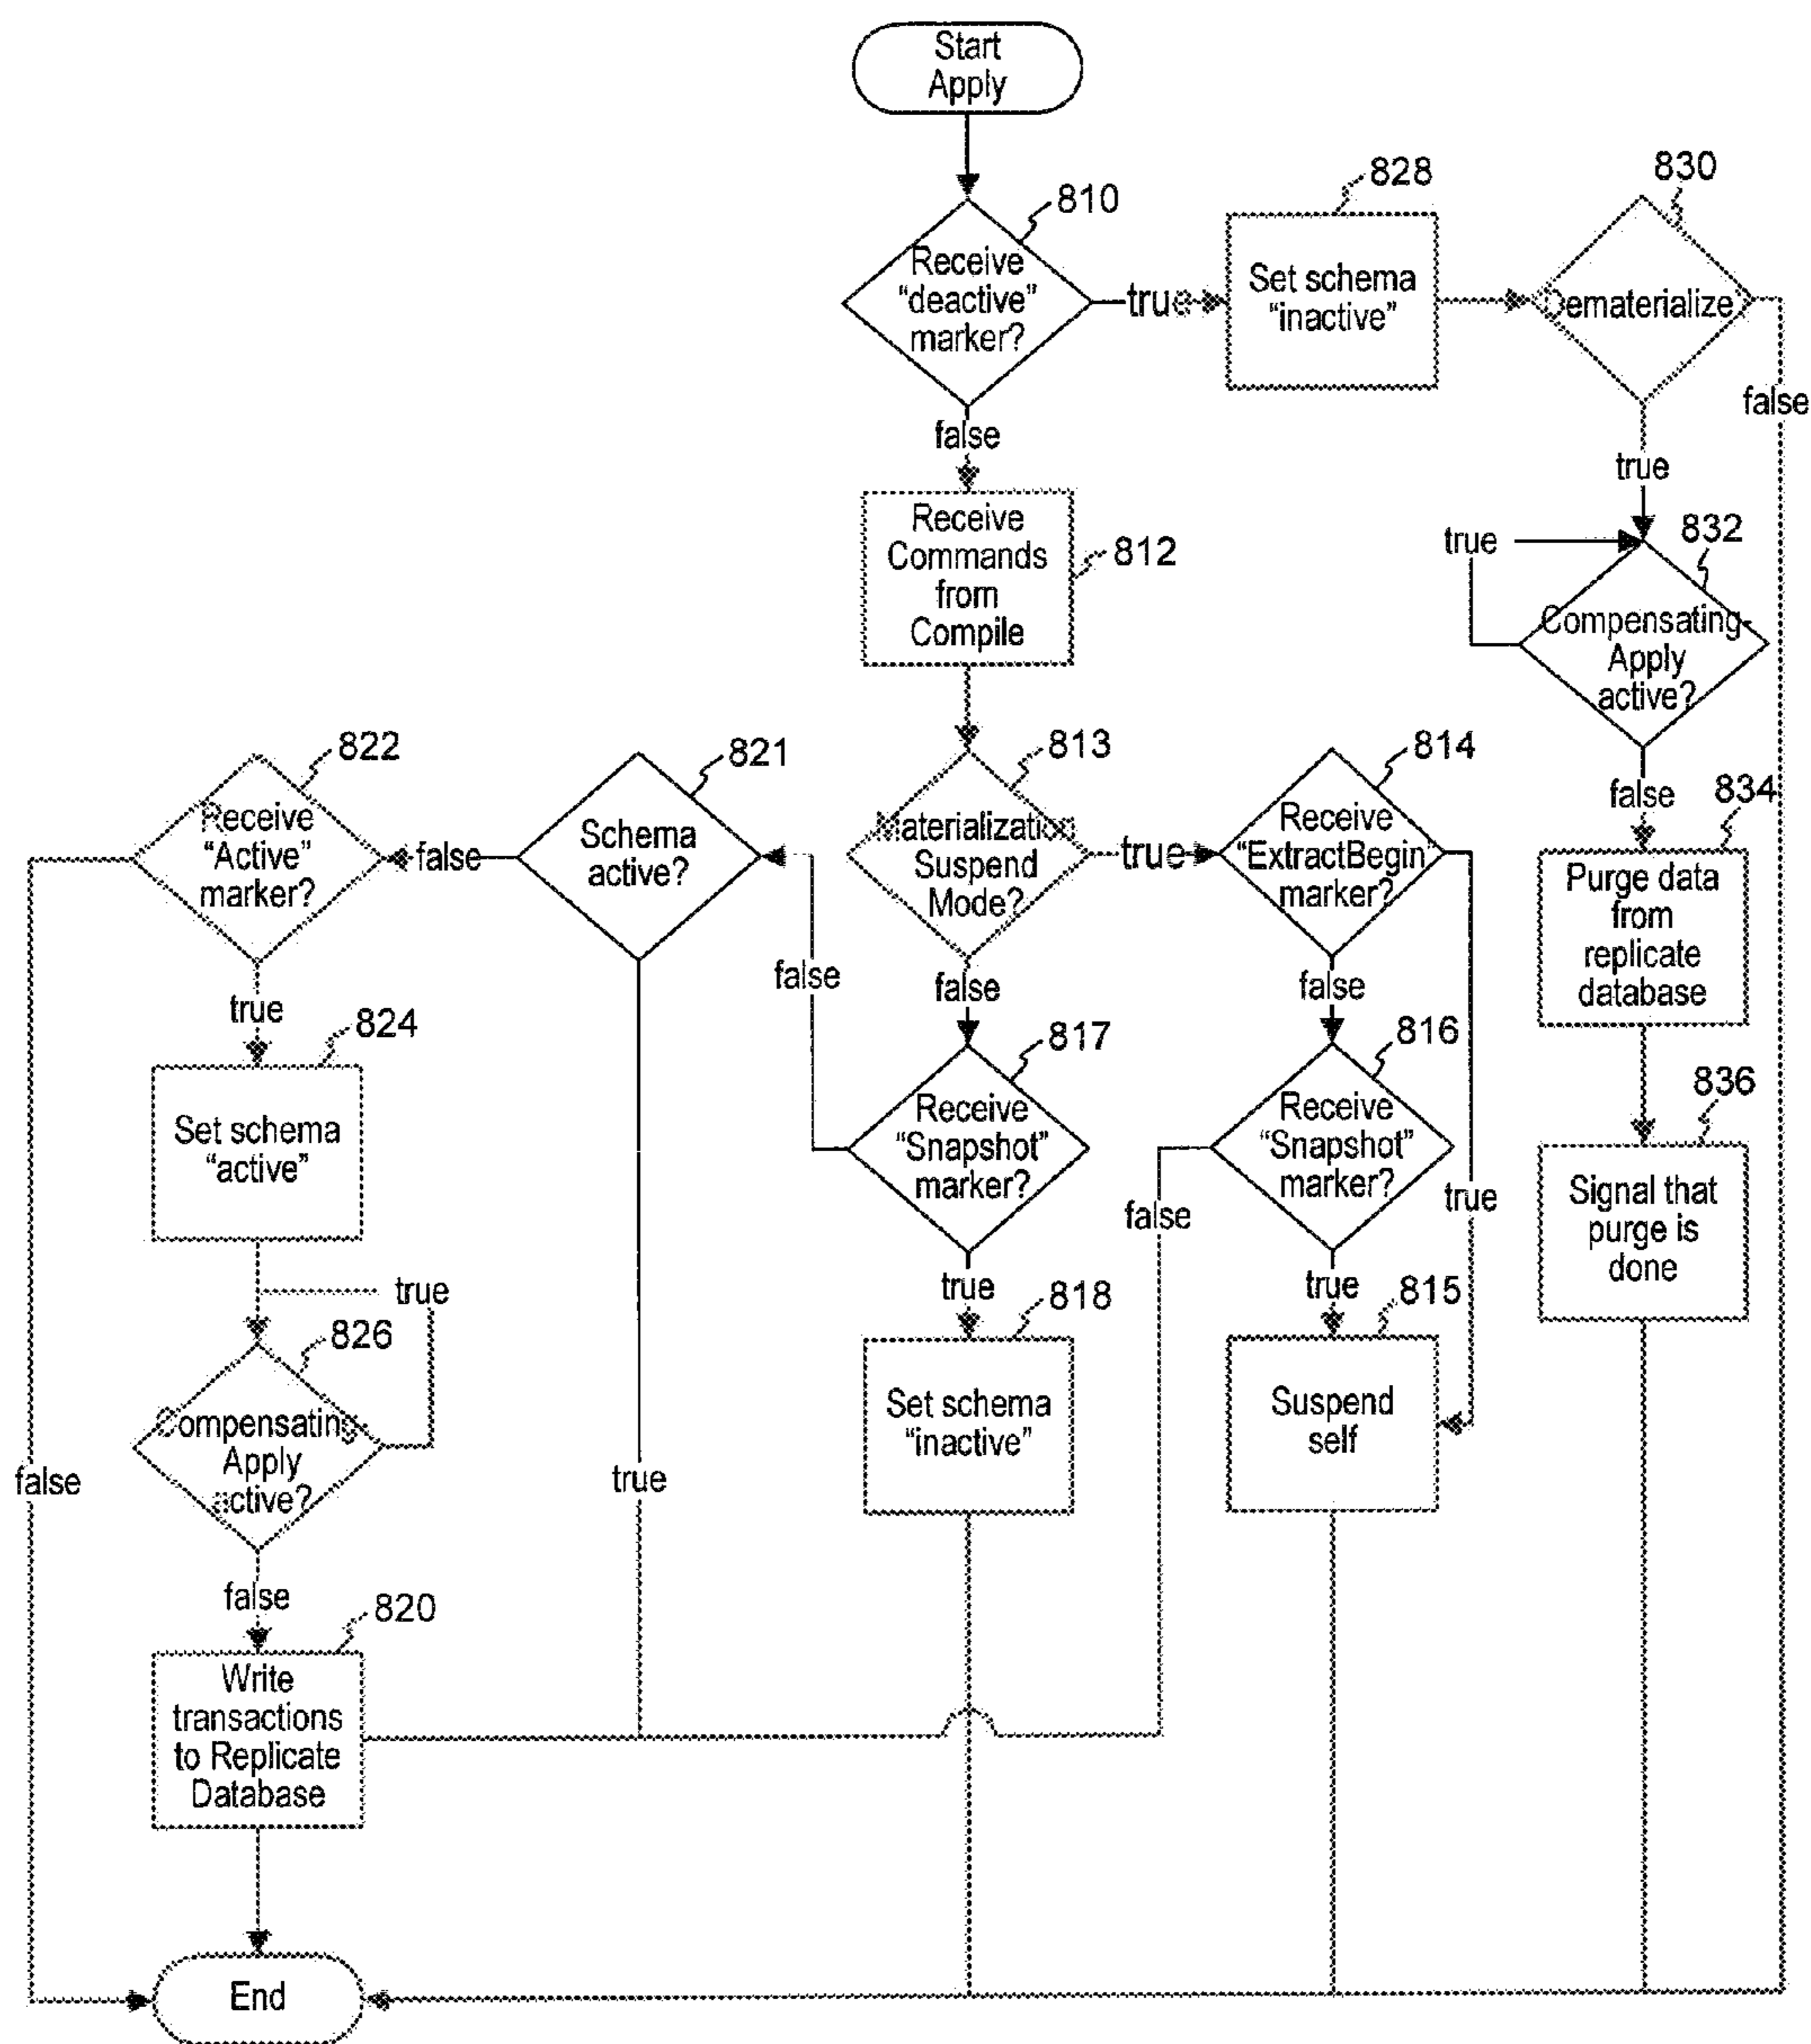 Start
Apply
810
Receive
"deactive"
marker?
true
828
Set schema
"inactive"
830
Dematerialize
false
false
true
Receive
Commands
from
Compile
812
true
832
Compensating-
Apply
active?
822
Receive
"Active"
marker?
false
821
Schema
active?
813
Materialization
Suspend
Mode?
true
814
Receive
"ExtractBegin"
marker?
false
834
Purge data
from
replicate
database
true
false
false
false
824
Set schema
"active"
817
Receive
"Snapshot"
marker?
816
Receive
"Snapshot"
marker?
false
true
836
Signal that
purge is
done
true
826
Compensating-
Apply
active?
true
818
Set schema
"inactive"
true
815
Suspend
self
false
true
false
820
Write
transactions
to Replicate
Database
End